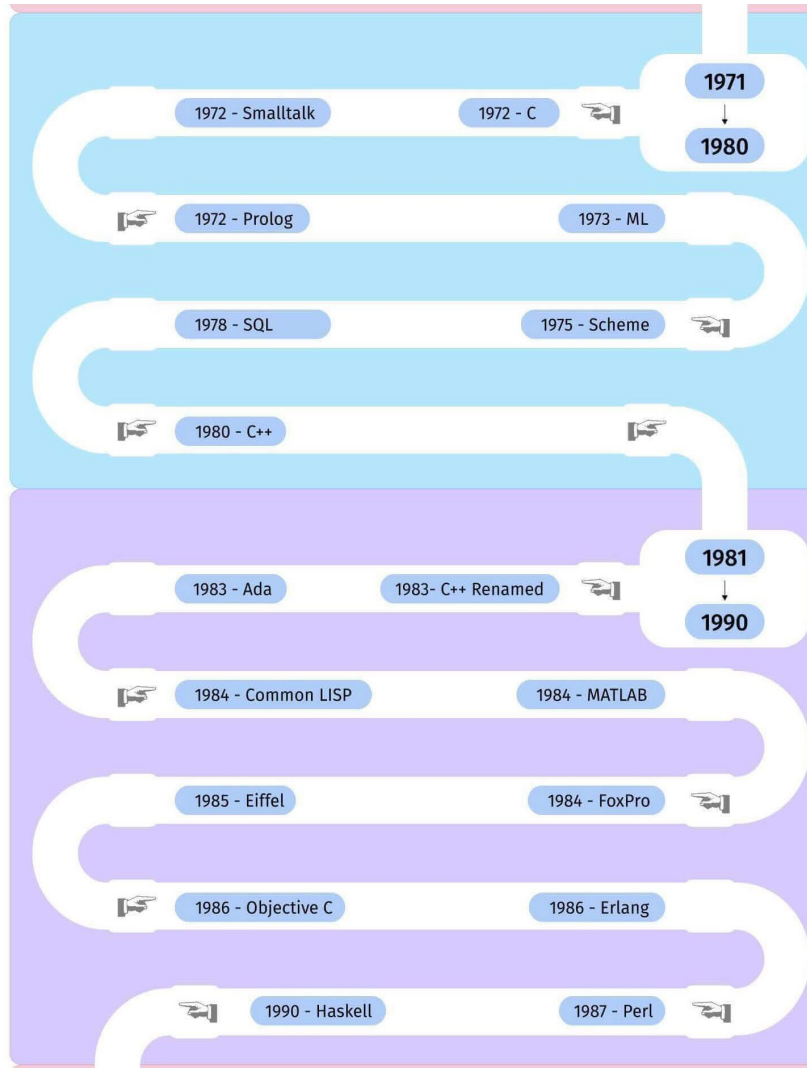 1971
1980
1972 - C
1972 - Smalltalk
1972 - Prolog
1973 - ML
1975 - Scheme
1978 - SQL
1980 - C++
1981
1990
1983- C++ Renamed
1983 - Ada
1984 - Common LISP
1984 - MATLAB
1984 - FoxPro
1985 - Eiffel
1986 - Objective C
1986 - Erlang
1987 - Perl
1990 - Haskell